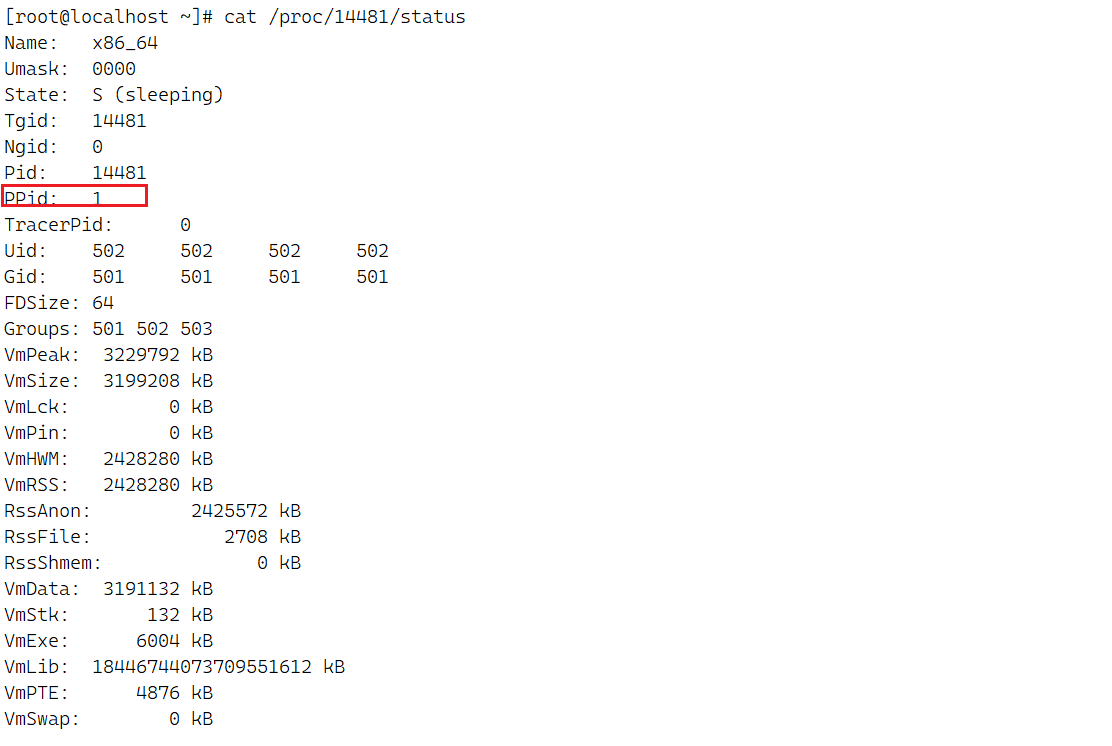 [root@localhost ~]# cat /proc/14481/status
Name:   x86_64
Umask:  0000
State:  S (sleeping)
Tgid:   14481
Ngid:   0
Pid:    14481
PPid:   1
TracerPid:      0
Uid:    502     502     502     502
Gid:    501     501     501     501
FDSize: 64
Groups: 501 502 503
VmPeak:  3229792 kB
VmSize:  3199208 kB
VmLck:         0 kB
VmPin:         0 kB
VmHWM:   2428280 kB
VmRSS:   2428280 kB
RssAnon:         2425572 kB
RssFile:            2708 kB
RssShmem:              0 kB
VmData:  3191132 kB
VmStk:       132 kB
VmExe:      6004 kB
VmLib:  18446744073709551612 kB
VmPTE:      4876 kB
VmSwap:        0 kB